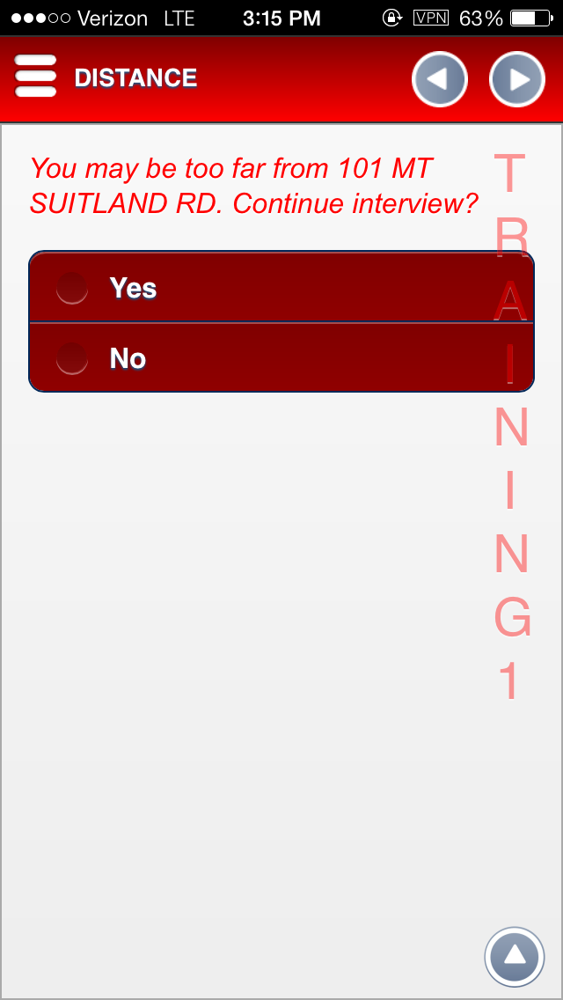 Verizon LTE 3:15 PM VPN 63%
DISTANCE
You may be too far from 101 MT
SUITLAND RD. Continue interview?
Yes
No
T
R
A
I
N
I
N
G
1